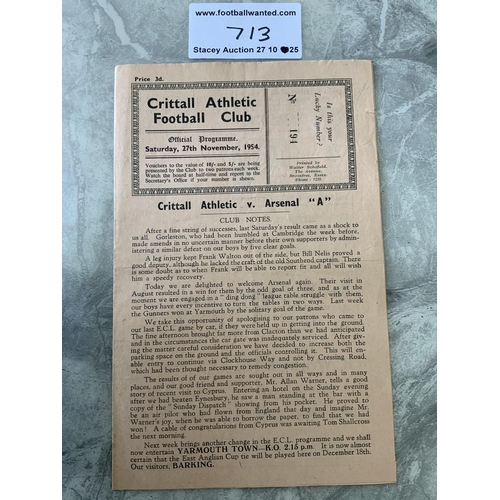 www.footballwanted.com
713
Stacey Auction 27 10 25
Price 3d.
Crittall Athletic
Football Club
Official Programme.
Saturday, 27th November, 1954.
Vouchers to the value of 10/- and 5/- are being
presented by the Club to two patrons each week.
Watch the board at half-time and report to the
Secretary's Office if your number is shown.
Is this your
Lucky Number?
No 194
Printed by
Walter Schofield,
The Avenue,
Braintree, Essex
Crittall Athletic v. Arsenal "A"
CLUB NOTES.
After a fine string of successes, last Saturday's result came as a shock to
us all. Gorleston, who had been humbled at Cambridge the week before,
made amends in no uncertain manner before their own supporters by admin-
istering a similar defeat on our boys by five clear goals.
A leg injury kept Frank Walton out of the side, but Bill Nelis proved a
good deputy, although he lacked the craft of the old Southend captain. There
is some doubt as to when Frank will be able to report fit and all will wish
him a speedy recovery.
Today we are delighted to welcome Arsenal again. Their visit in
August resulted in a win for them by the odd goal of three, and as at the
moment we are engaged in a "ding dong" league table struggle with them,
our boys have every incentive to turn the tables in two ways. Last week
the Gunners won at Yarmouth by the solitary goal of the game.
We take this opportunity of apologising to our patrons who came to
our last E.C.L. game by car, if they were held up in getting into the ground.
The fine afternoon brought far more from Clacton than we had anticipated
and in the circumstances the car gate was inadequately served. After giv-
ing the matter careful consideration we have decided to increase both the
parking space on the ground and the officials controlling it. This will en-
able entry to continue via Clockhouse Way and not by Cressing Road,
which had been thought necessary to remedy congestion.
The results of our games are sought out in all ways and in many
places, and our good friend and supporter, Mr. Allan Warner, tells a good
story of recent visit to Cyprus. Entering an hotel on the Sunday evening
after we had beaten Eynesbury, he saw a man standing at the bar with a
copy of the "Sunday Dispatch" showing from his pocket. He proved to
be an air pilot who had flown from England that day and imagine Mr.
Warner's joy, when he was able to borrow the paper, to find that we had
won! A cable of congratulations from Cyprus was awaiting Tom Shallcross
the next morning.
Next week brings another change in the E.C.L. programme and we shall
now entertain YARMOUTH TOWN—K.O. 2.15 p.m. It is now almost
certain that the East Anglian Cup tie will be played here on December 18th.
Our visitors, BARKING.